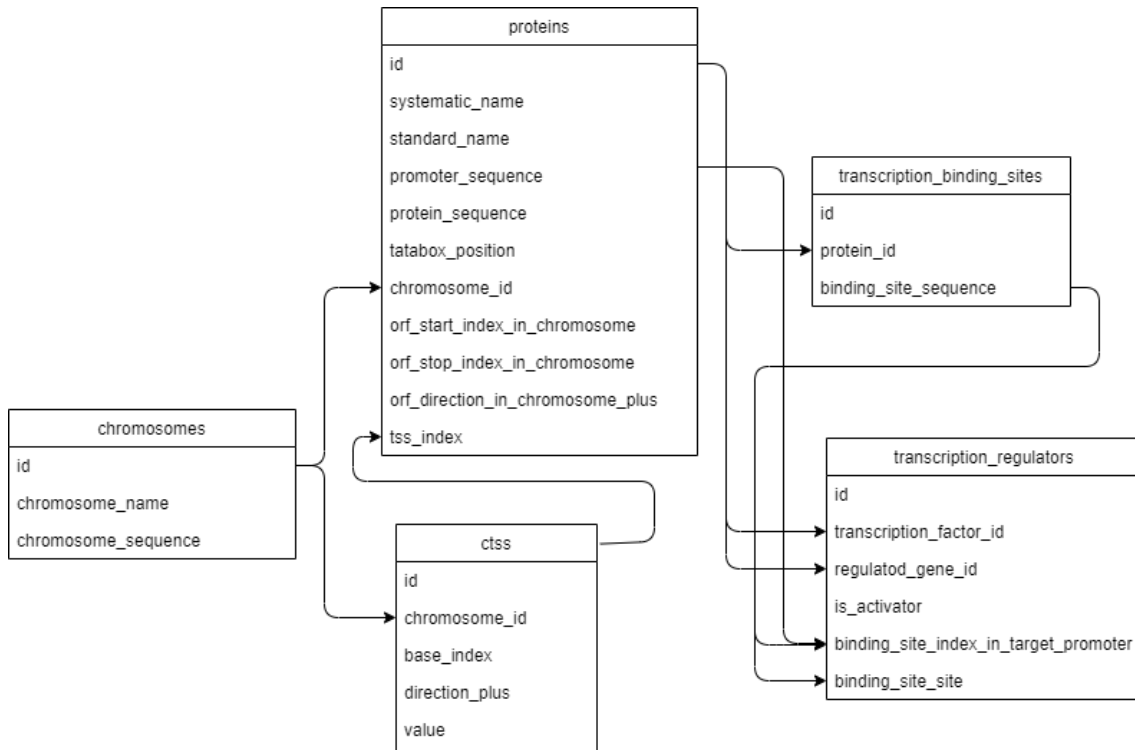 proteins
id
systematic_name
standard_name
promoter_sequence
protein_sequence
tatabox_position
chromosome_id
orf_start_index_in_chromosome
orf_stop_index_in_chromosome
orf_direction_in_chromosome_plus
tss_index
transcription_binding_sites
id
protein_id
binding_site_sequence
chromosomes
id
chromosome_name
chromosome_sequence
ctss
id
chromosome_id
base_index
direction_plus
value
transcription_regulators
id
transcription_factor_id
regulatod_gene_id
is_activator
binding_site_index_in_target_promoter
binding_site_site